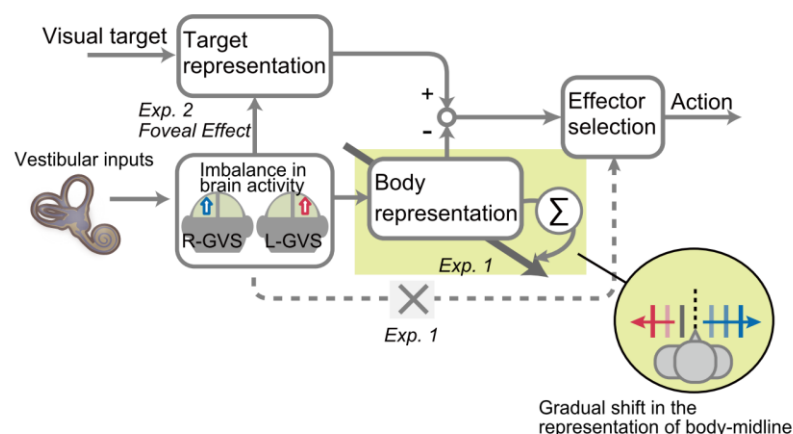 Visual target
Target
representation
Exp. 2
Foveal Effect
+
-
Effector
selection
Action
Vestibular inputs
Imbalance in
brain activity
R-GVS
L-GVS
Body
representation
Σ
Exp. 1
Exp. 1
Gradual shift in the
representation of body-midline